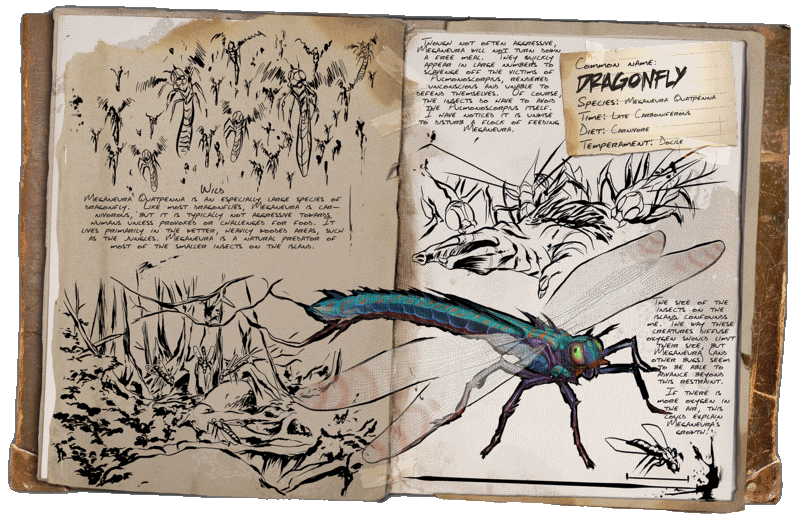 Wild
Meganeura Quatpenna is an especially large species of
dragonfly. Like most dragonflies, Meganeura is car-
nivorous, but it is typically not aggressive towards
humans unless provoked or challenged for food. It
lives primarily in the wetter, heavily wooded areas, such
as the jungles. Meganeura is a natural predator of
most of the smaller insects on the island.
Though not often aggressive,
Meganeura will not turn down
a free meal. They quickly
appear in large numbers to
scavenge off the victims of
Pulmonoscorpius, rendered
unconscious and unable to
defend themselves. Of course
the insects do have to avoid
the Pulmonoscorpius itself.
I have noticed it is unwise
to disturb a flock of feeding
Meganeura.
Common name:
DRAGONFLY
Species: Meganeura Quatpenna
Time: Late Carboniferous
Diet: Carnivore
Temperament: Docile
The size of the
insects on the
island confounds
me. The way these
creatures diffuse
oxygen should limit
their size, but
Meganeura (and
other bugs) seem
to be able to
advance beyond
this restraint.
If there is
more oxygen in
the air, this
could explain
Meganeura's
growth.